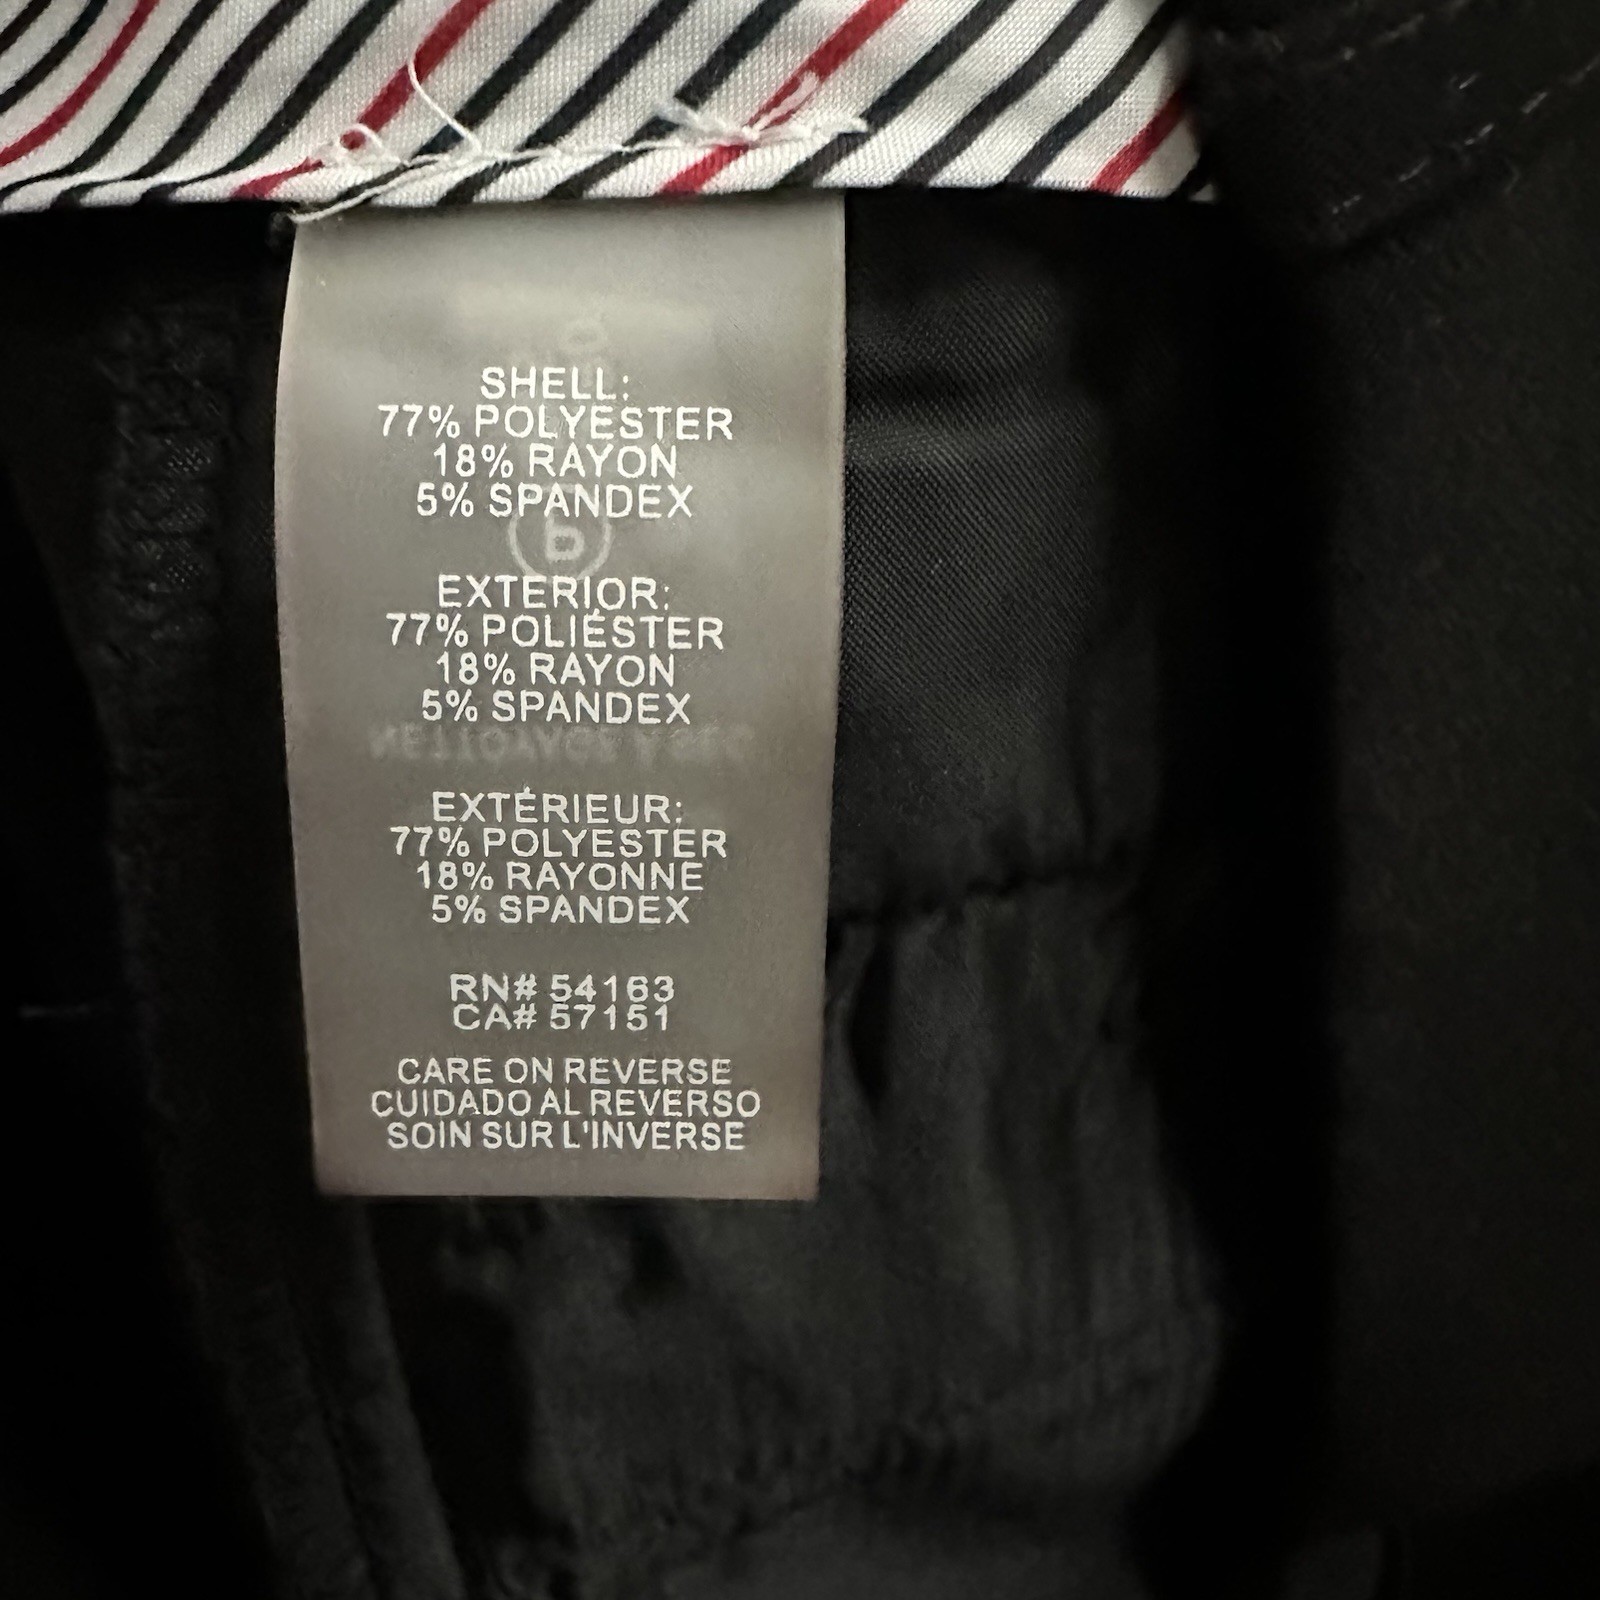 SHELL:
77% POLYESTER
18% RAYON
5% SPANDEX
EXTERIOR:
77% POLIÉSTER
18% RAYON
5% SPANDEX
EXTÉRIEUR:
77% POLYESTER
18% RAYONNE
5% SPANDEX
RN# 54163
CA# 57151
CARE ON REVERSE
CUIDADO AL REVERSO
SOIN SUR L'INVERSE